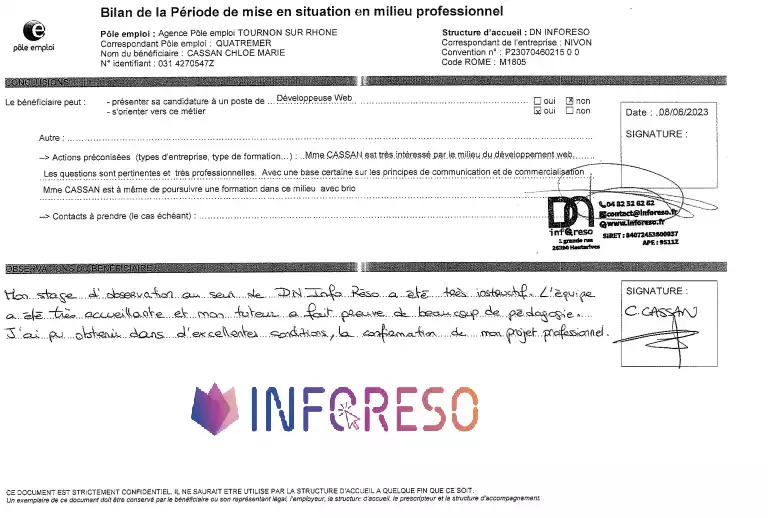 Bilan de la Période de mise en situation en milieu professionnel
pôle emploi
Pôle emploi : Agence Pôle emploi TOURNON SUR RHONE
Correspondant Pôle emploi : QUATREMER
Nom du bénéficiaire : CASSAN CHLOE MARIE
N° identifiant : 031 4270547Z
Structure d'accueil : DN INFORESO
Correspondant de l'entreprise : NIVON
Convention n° : P23070460215 0 0
Code ROME : M1805
CONCLUSIONS
Le bénéficiaire peut : - présenter sa candidature à un poste de Développeuse Web oui non
- s'orienter vers ce métier oui non
Date : 08/06/2023
SIGNATURE :
Autre :
--> Actions préconisées (types d'entreprise, type de formation...) : Mme CASSAN est très intéressé par le milieu du développement web
Les questions sont pertinentes et très professionnelles. Avec une base certaine sur les principes de communication et de commercialisation
Mme CASSAN est à même de poursuivre une formation dans ce milieu avec brio
--> Contacts à prendre (le cas échéant) :
DN
infoReso
1 grande rue
26390 Hauterives
04 82 53 62 62
contact@inforeso.fr
www.inforeso.fr
SIRET : 84072453800037
APE : 9511Z
OBSERVATIONS DU BENEFICIAIRE
Mon stage d'observation au sein de DN Info Réso a été très instructif. L'équipe
a été très accueillante et mon tuteur a fait preuve de beaucoup de pédagogie.
J'ai pu obtenir dans d'excellentes conditions, la confirmation de mon projet professionnel.
SIGNATURE :
C.CASSAN
INFORESO
CE DOCUMENT EST STRICTEMENT CONFIDENTIEL. IL NE SAURAIT ETRE UTILISE PAR LA STRUCTURE D'ACCUEIL A QUELQUE FIN QUE CE SOIT.
Un exemplaire de ce document doit être conservé par le bénéficiaire ou son représentant légal, l'employeur, la structure d'accueil, le prescripteur et la structure d'accompagnement.